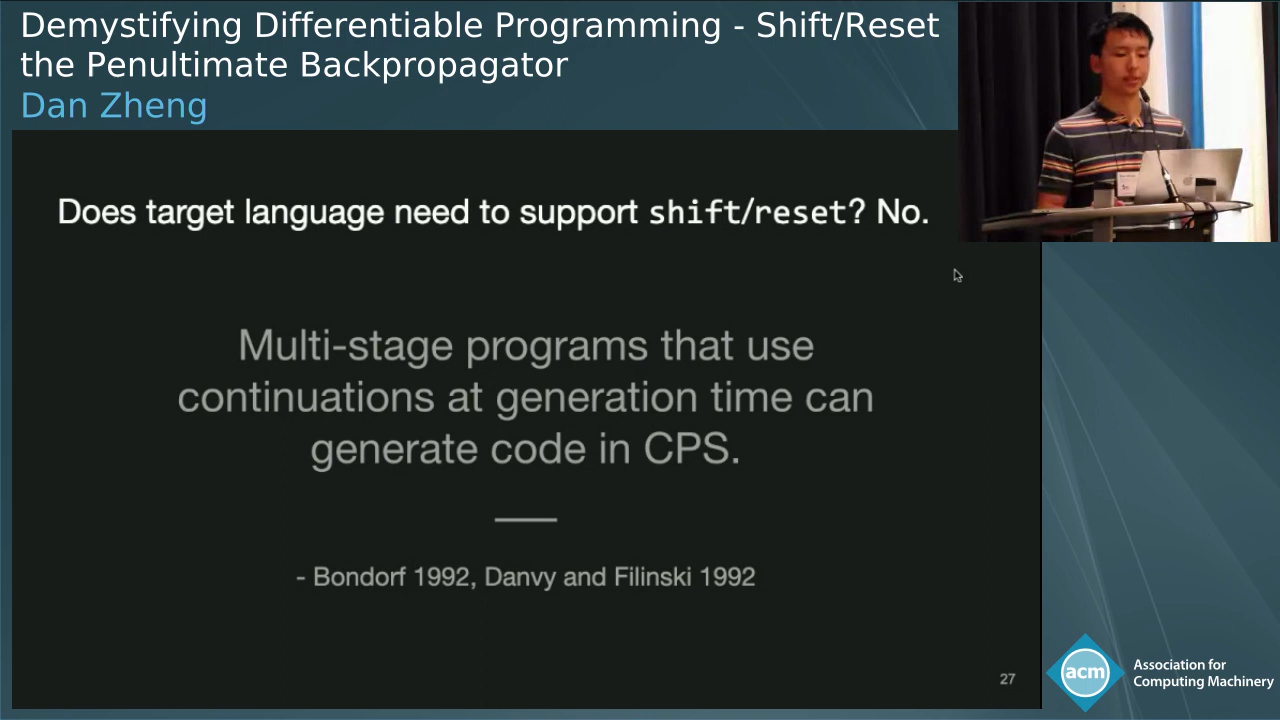 Demystifying Differentiable Programming - Shift/Reset
the Penultimate Backpropagator
Dan Zheng
Does target language need to support shift/reset? No.
Multi-stage programs that use
continuations at generation time can
generate code in CPS.
- Bondorf 1992, Danvy and Filinski 1992
27
acm
Association for
Computing Machinery